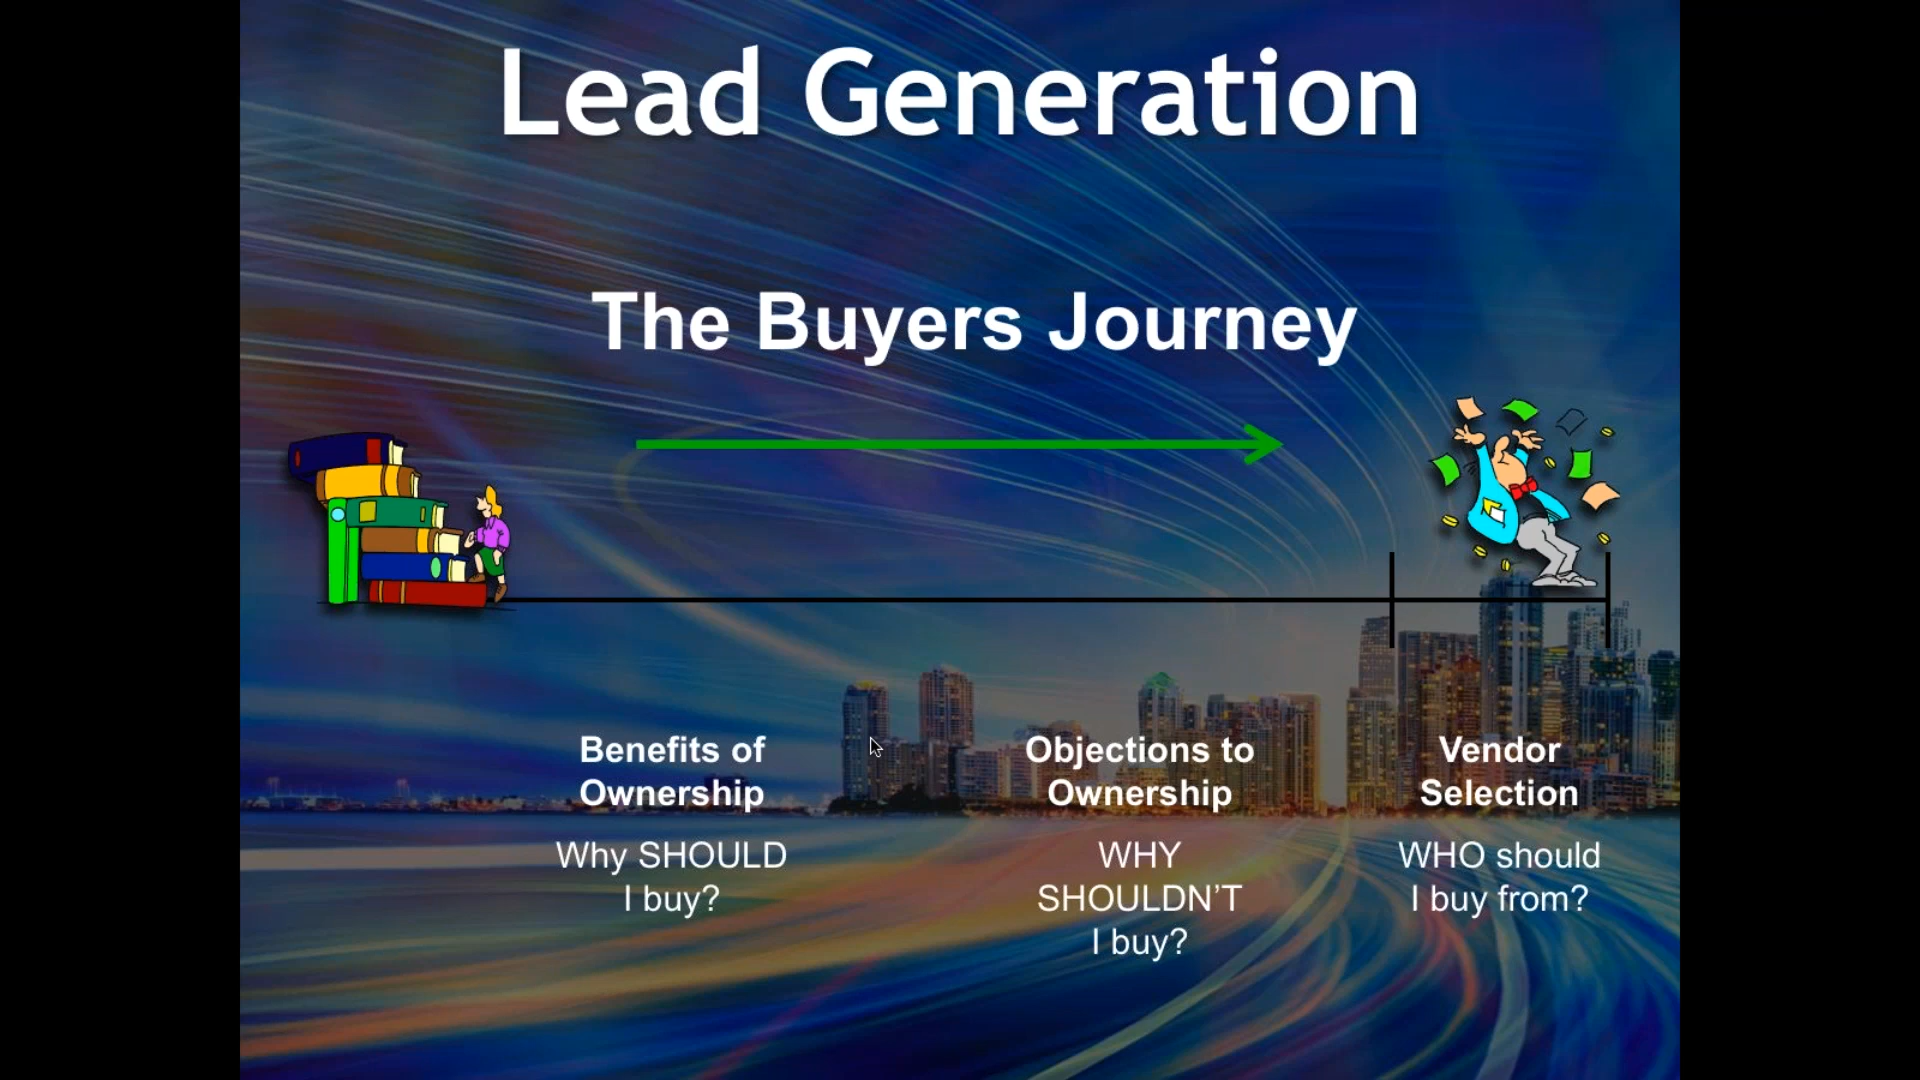 Lead Generation
The Buyers Journey
Benefits of
Ownership
Why SHOULD
I buy?
Objections to
Ownership
WHY
SHOULDN'T
I buy?
Vendor
Selection
WHO should
I buy from?